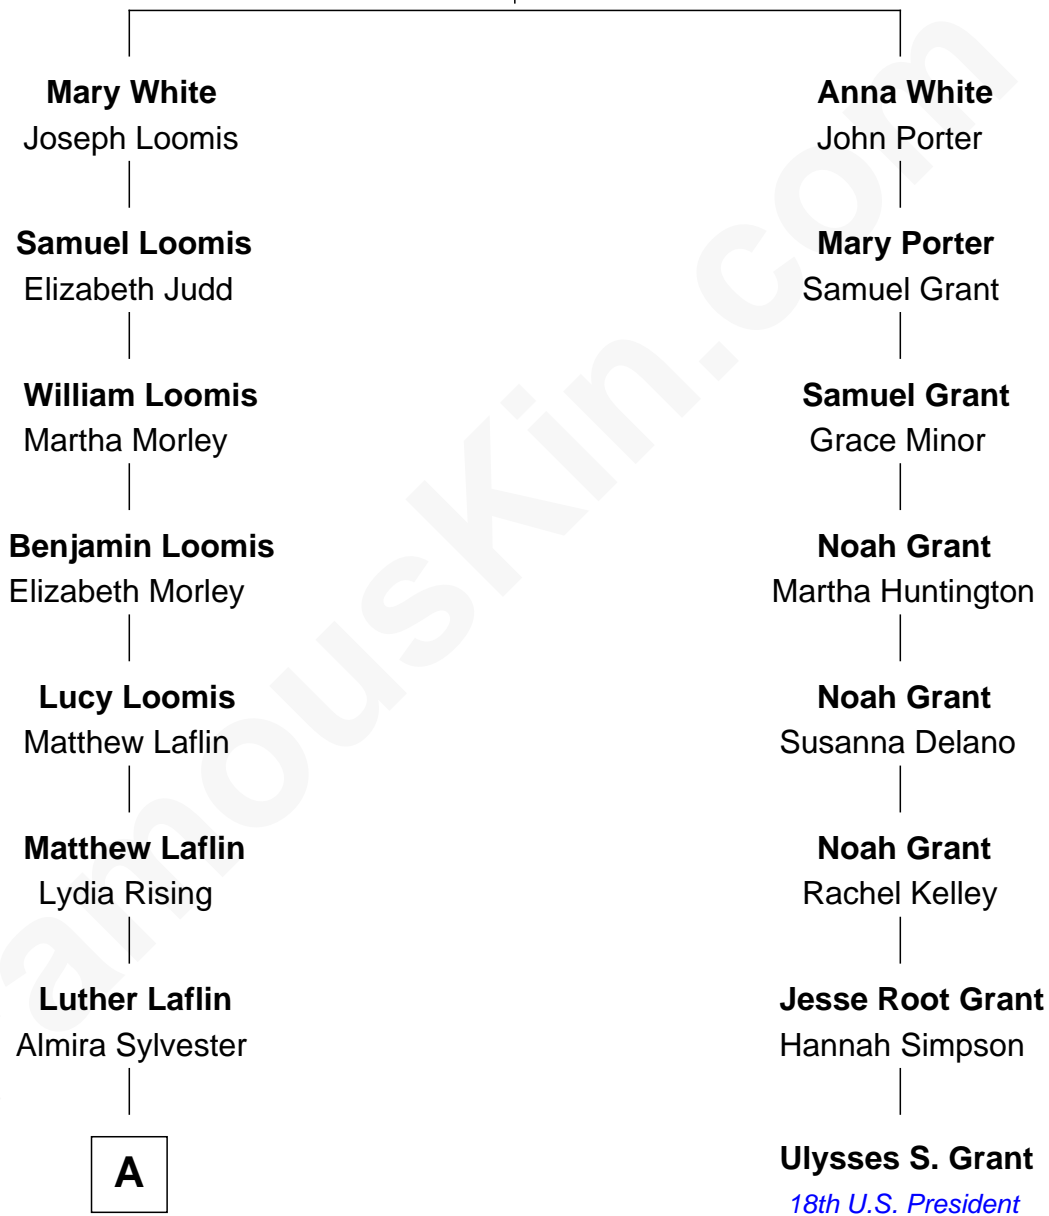 Mary White
Joseph Loomis
Samuel Loomis
Elizabeth Judd
William Loomis
Martha Morley
Benjamin Loomis
Elizabeth Morley
Lucy Loomis
Matthew Laflin
Matthew Laflin
Lydia Rising
Luther Laflin
Almira Sylvester
A
Anna White
John Porter
Mary Porter
Samuel Grant
Samuel Grant
Grace Minor
Noah Grant
Martha Huntington
Noah Grant
Susanna Delano
Noah Grant
Rachel Kelley
Jesse Root Grant
Hannah Simpson
Ulysses S. Grant
18th U.S. President
amouskin.com